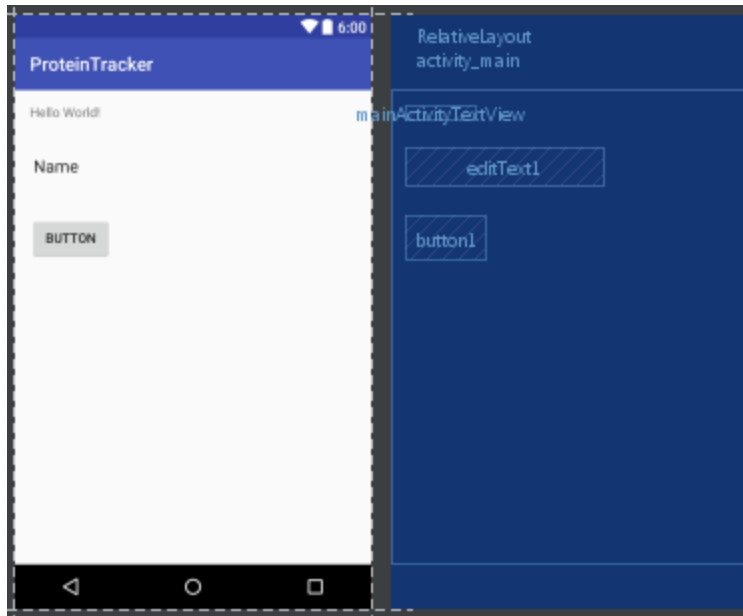 6:00
ProteinTracker
Hello World!
Name
BUTTON
RelativeLayout
activity_main
mainActivityTextView
editText1
button1